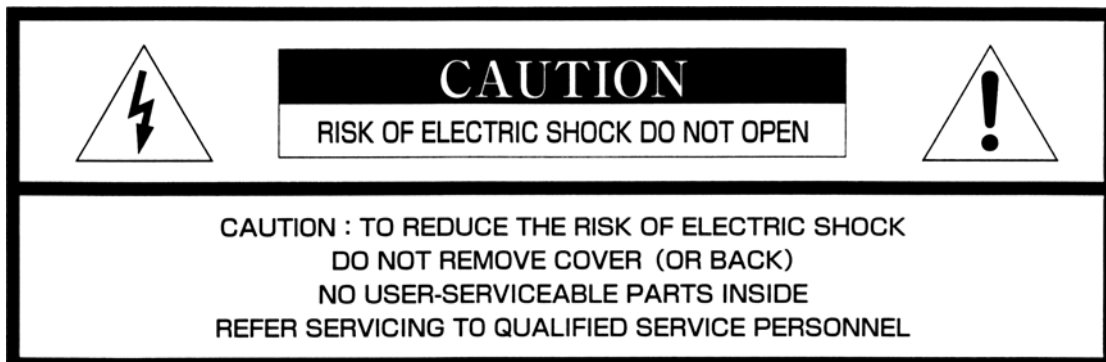 CAUTION
RISK OF ELECTRIC SHOCK DO NOT OPEN
CAUTION : TO REDUCE THE RISK OF ELECTRIC SHOCK
DO NOT REMOVE COVER (OR BACK)
NO USER-SERVICEABLE PARTS INSIDE
REFER SERVICING TO QUALIFIED SERVICE PERSONNEL